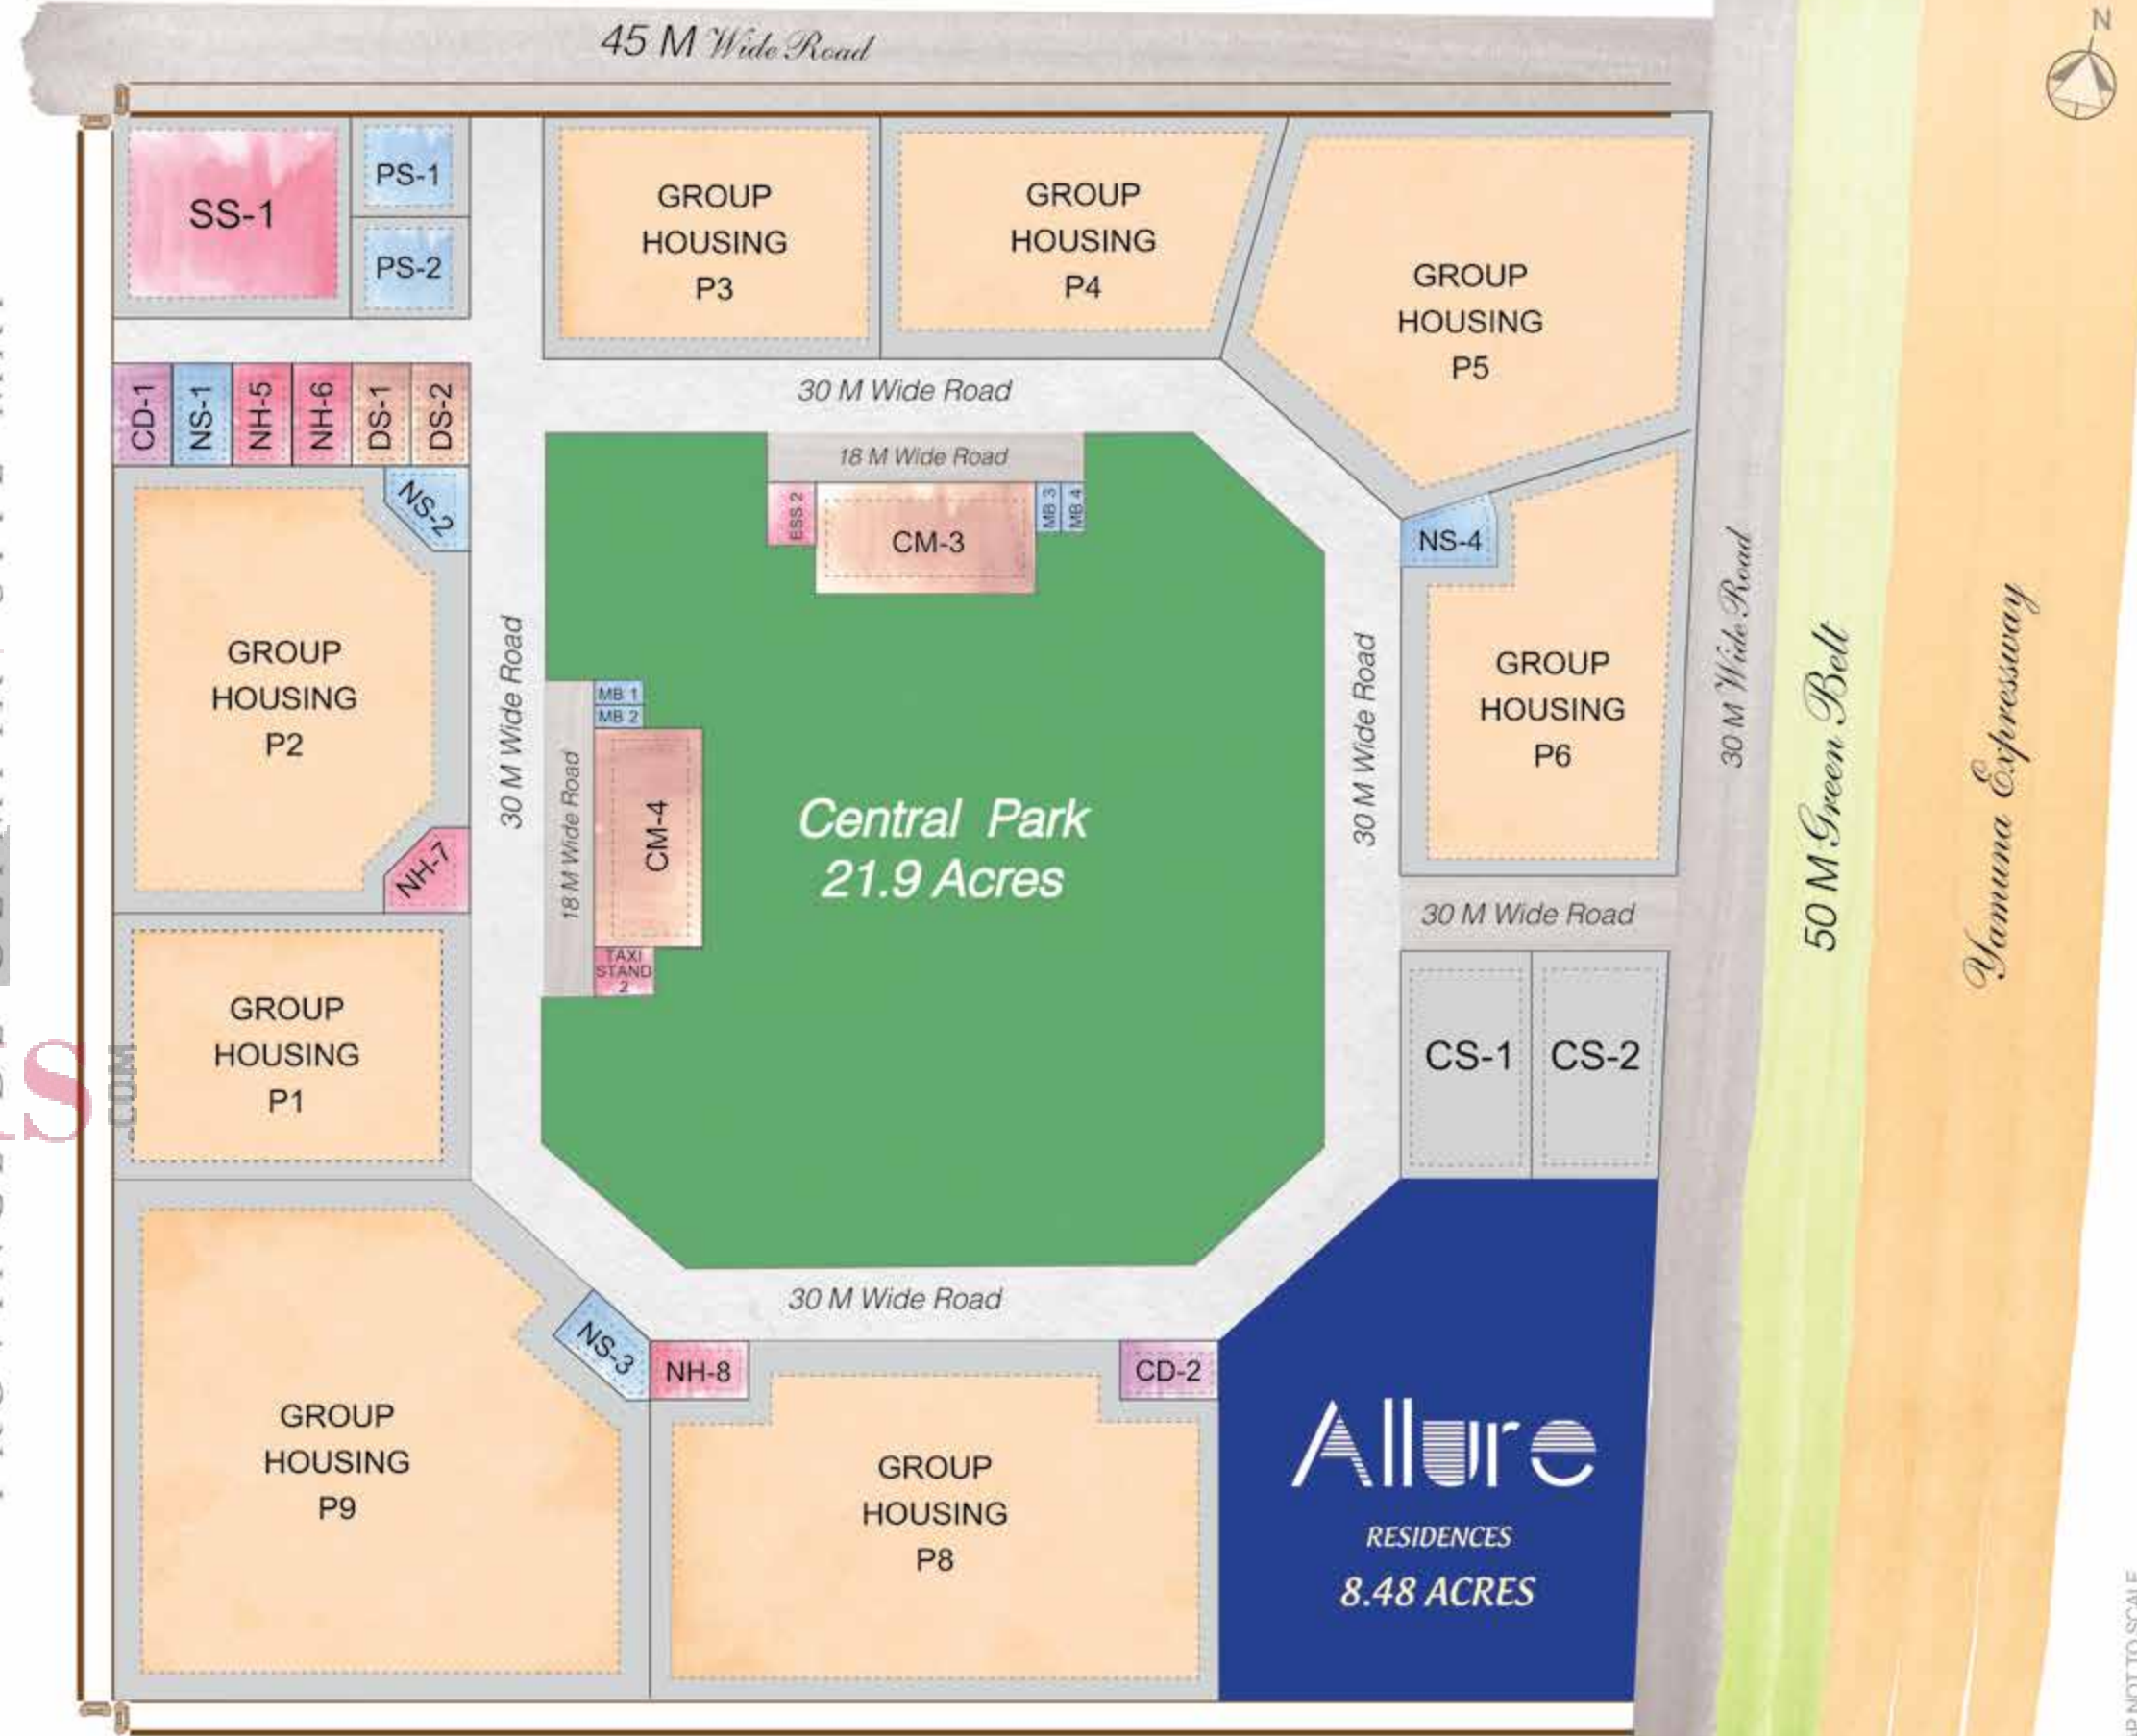 45 M Wide Road
N
SS-1
PS-1
PS-2
GROUP
HOUSING
P3
GROUP
HOUSING
P4
GROUP
HOUSING
P5
CD-1
NS-1
NH-5
NH-6
DS-1
DS-2
30 M Wide Road
18 M Wide Road
ESS 2
CM-3
MB 3
MB 4
NS-2
NS-4
GROUP
HOUSING
P2
30 M Wide Road
MB 1
MB 2
18 M Wide Road
CM-4
TAXI
STAND
2
Central Park
21.9 Acres
30 M Wide Road
GROUP
HOUSING
P6
30 M Wide Road
50 M Green Belt
Yamuna Expressway
NH-7
30 M Wide Road
GROUP
HOUSING
P1
CS-1
CS-2
S
.COM
30 M Wide Road
NS-3
NH-8
CD-2
GROUP
HOUSING
P9
GROUP
HOUSING
P8
Allure
RESIDENCES
8.48 ACRES
NOT TO SCALE